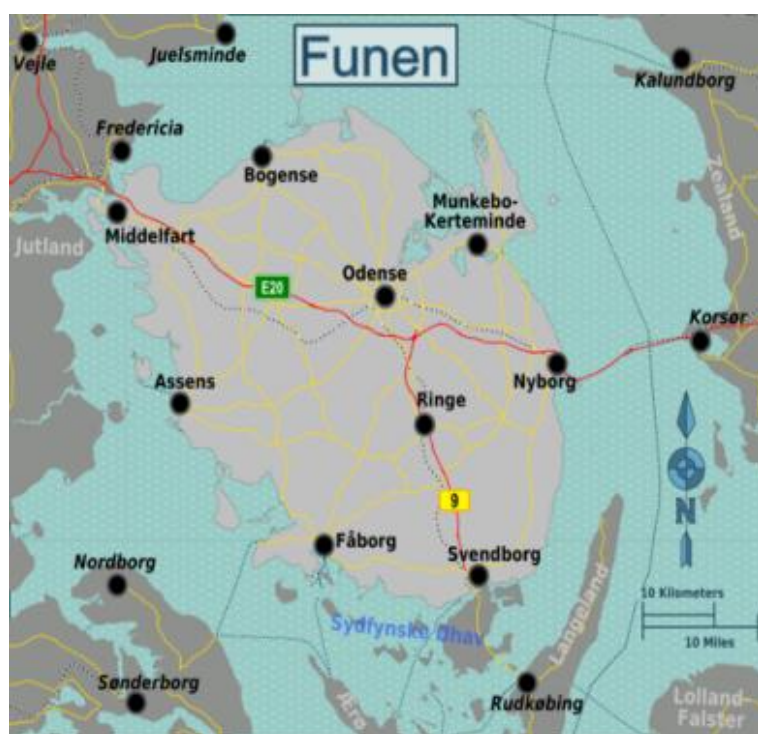 Funen
Vejle
Juelsminde
Kalundborg
Fredericia
Bogense
Munkebo-
Kerteminde
Zealand
Middelfart
Jutland
Odense
E20
Korsør
Nyborg
Assens
Ringe
9
N
Fåborg
Svendborg
Nordborg
10 Kilometers
10 Miles
Langeland
Sydfynske Øhav
Sønderborg
Ærø
Rudkøbing
Lolland-
Falster